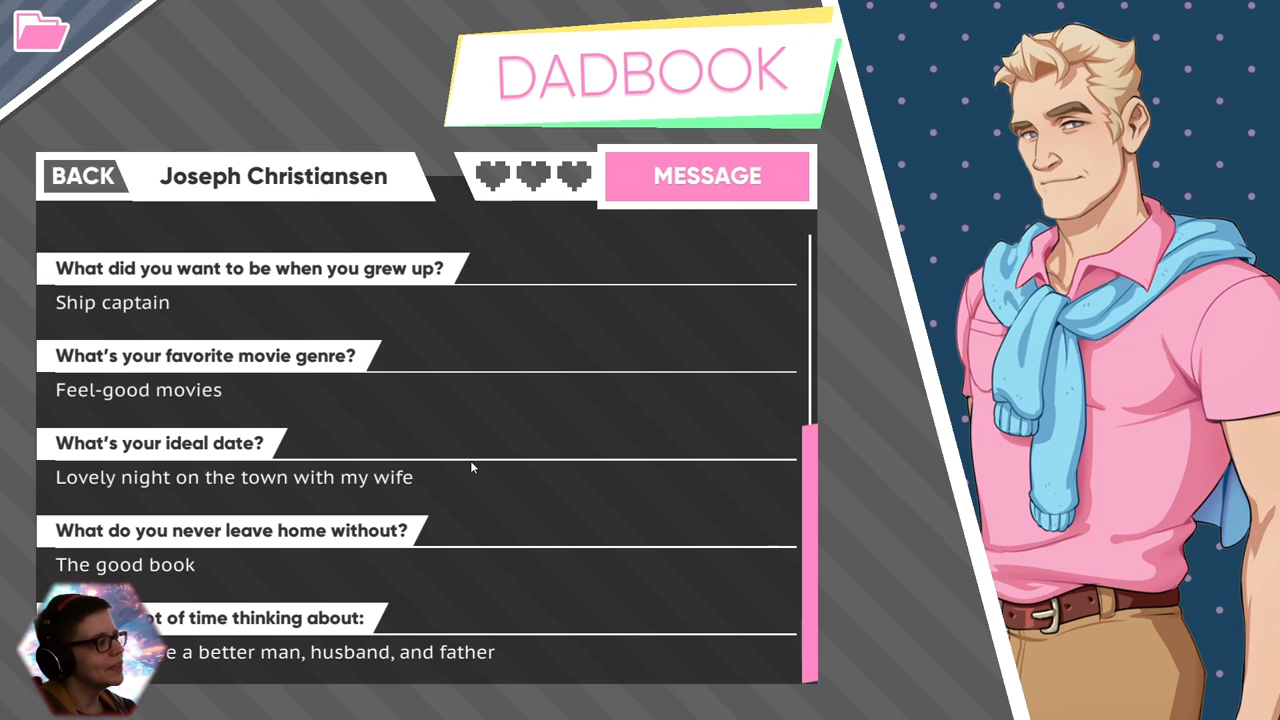 DADBOOK
BACK
Joseph Christiansen
MESSAGE
What did you want to be when you grew up?
Ship captain
What's your favorite movie genre?
Feel-good movies
What's your ideal date?
Lovely night on the town with my wife
What do you never leave home without?
The good book
of time thinking about:
a better man, husband, and father